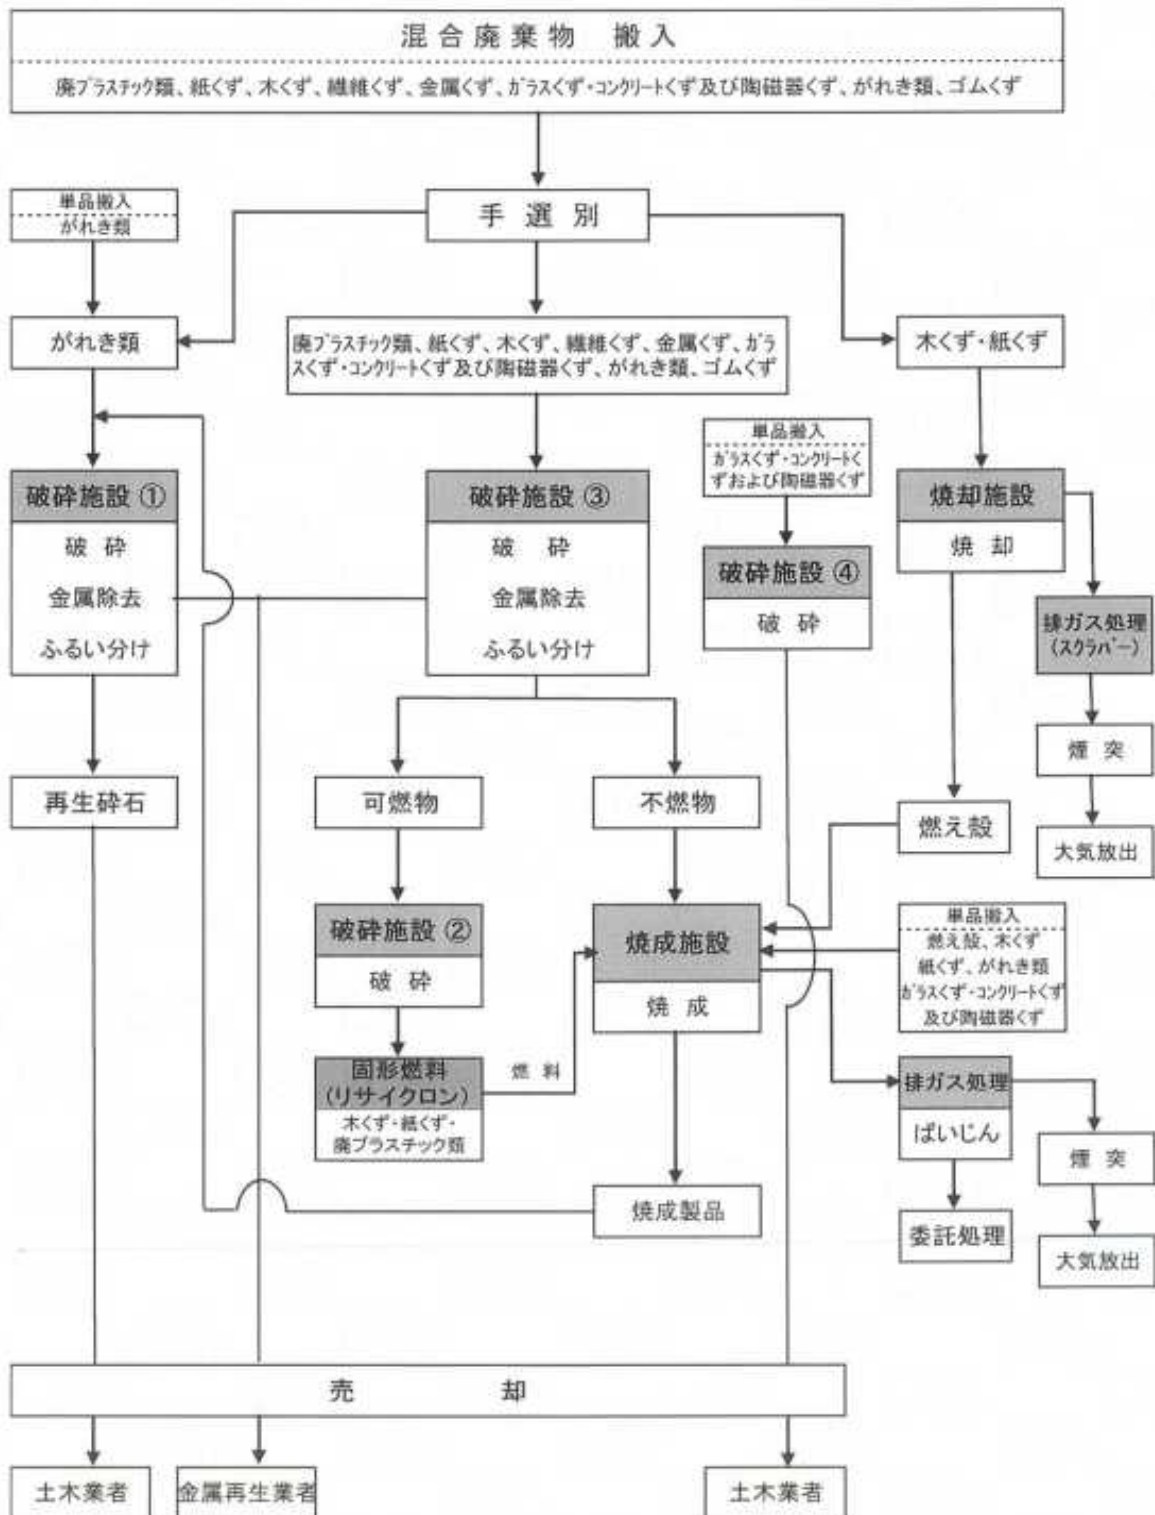 混合廃棄物 搬入
廃プラスチック類、紙くず、木くず、繊維くず、金属くず、ガラスくず・コンクリートくず及び陶磁器くず、がれき類、ゴムくず
単品搬入
がれき類
手選別
がれき類
廃プラスチック類、紙くず、木くず、繊維くず、金属くず、ガラ
スくず・コンクリートくず及び陶磁器くず、がれき類、ゴムくず
木くず・紙くず
単品搬入
ガラスくず・コンクリートく
ずおよび陶磁器くず
破砕施設 ①
破 砕
金属除去
ふるい分け
破砕施設 ③
破 砕
金属除去
ふるい分け
破砕施設 ④
破 砕
焼却施設
焼 却
排ガス処理
(スクラバー)
煙 突
大気放出
再生砕石
可燃物
不燃物
燃え殻
破砕施設 ②
破 砕
焼成施設
焼 成
単品搬入
燃え殻、木くず
紙くず、がれき類
ガラスくず・コンクリートくず
及び陶磁器くず
固形燃料
(リサイクロン)
木くず・紙くず・
廃プラスチック類
燃 料
排ガス処理
ばいじん
煙 突
焼成製品
委託処理
大気放出
売 却
土木業者
金属再生業者
土木業者